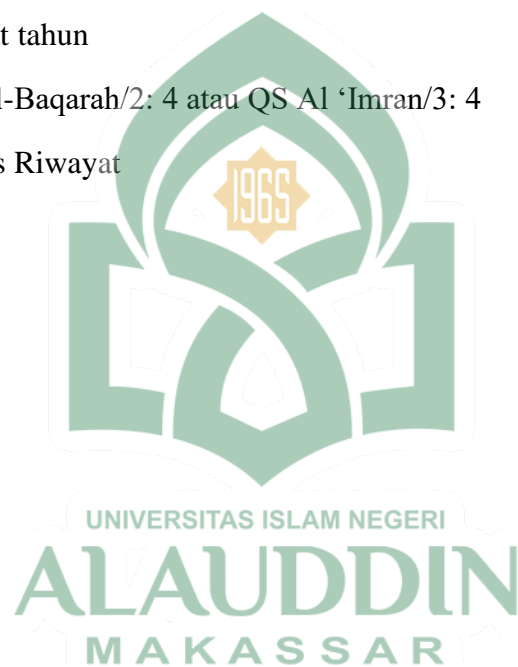 t tahun
l-Baqarah/2: 4 atau QS Al ‘Imran/3: 4
s Riwayat
1965
UNIVERSITAS ISLAM NEGERI
ALAUDDIN
MAKASSAR